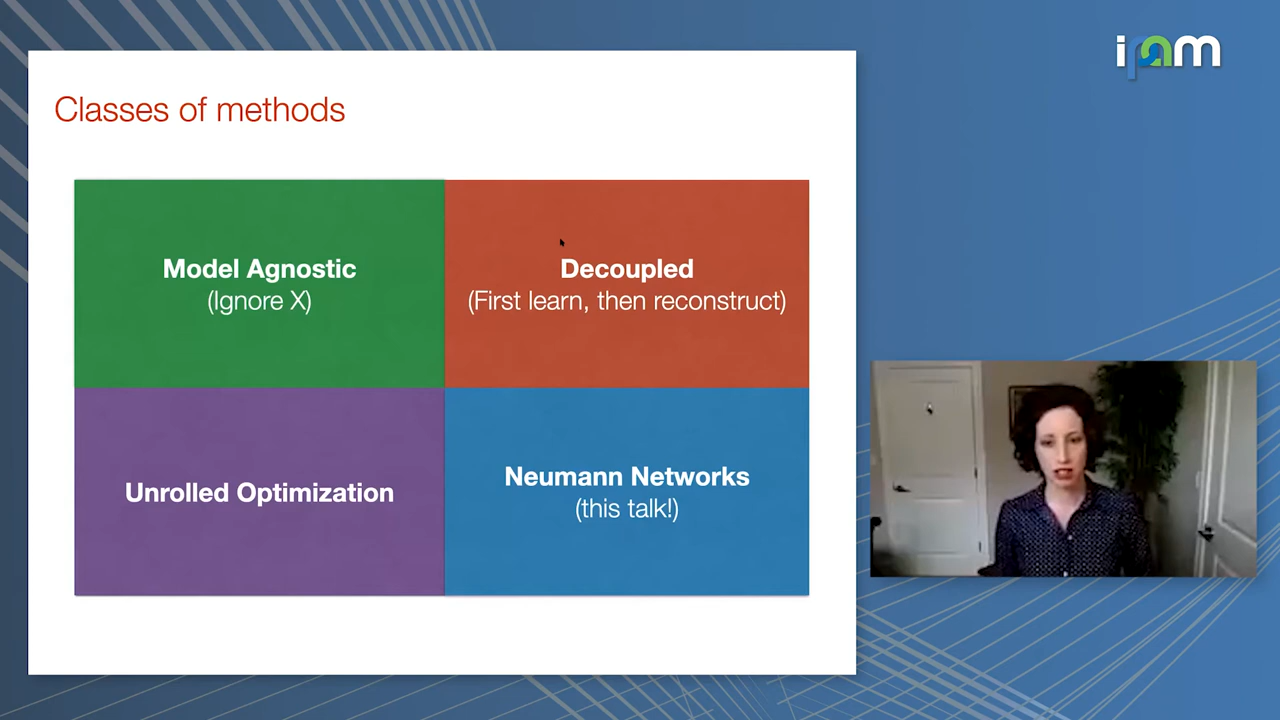 ipam
Classes of methods
Model Agnostic
(Ignore X)
Decoupled
(First learn, then reconstruct)
Unrolled Optimization
Neumann Networks
(this talk!)